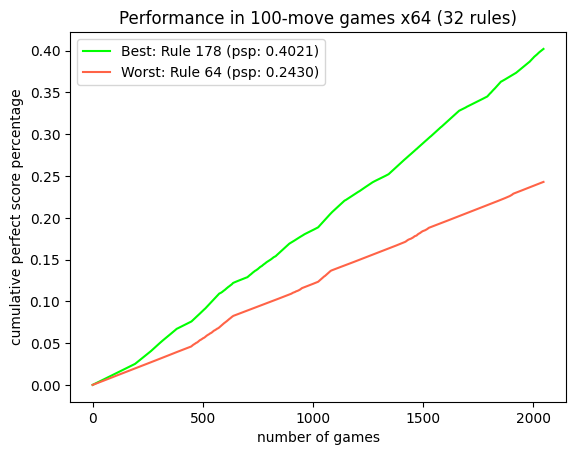 Performance in 100-move games x64 (32 rules)
Best: Rule 178 (psp: 0.4021)
Worst: Rule 64 (psp: 0.2430)
cumulative perfect score percentage
0.40
0.35
0.30
0.25
0.20
0.15
0.10
0.05
0.00
0
500
1000
1500
2000
number of games